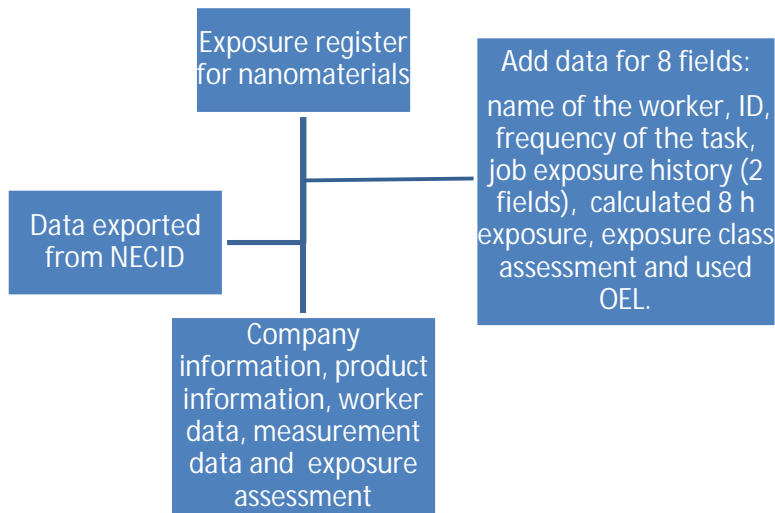 Exposure register
for nanomaterials
Add data for 8 fields:
name of the worker, ID,
frequency of the task,
job exposure history (2
fields), calculated 8 h
exposure, exposure class
assessment and used
OEL.
Data exported
from NECID
Company
information, product
information, worker
data, measurement
data and exposure
assessment